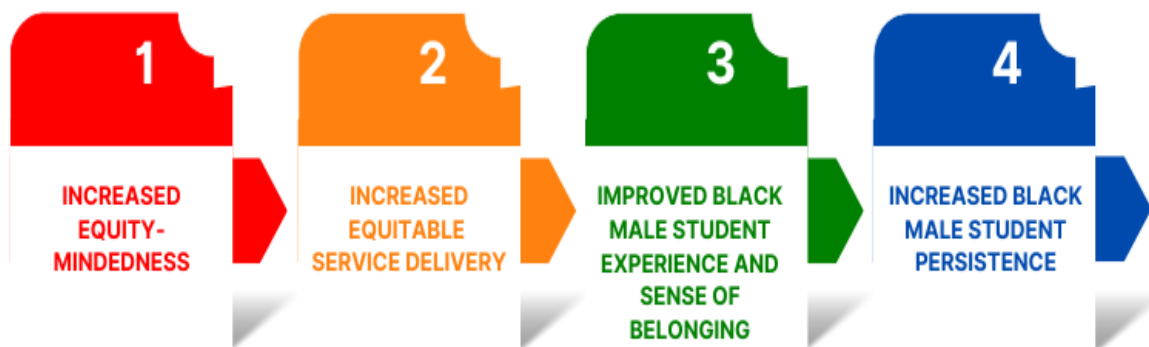 1
INCREASED
EQUITY-
MINDEDNESS
2
INCREASED
EQUITABLE
SERVICE DELIVERY
3
IMPROVED BLACK
MALE STUDENT
EXPERIENCE AND
SENSE OF
BELONGING
4
INCREASED BLACK
MALE STUDENT
PERSISTENCE